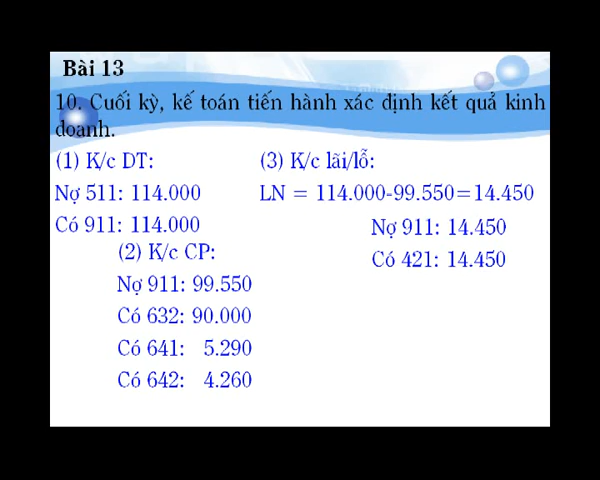 Bài 13
10. Cuối kỳ, kế toán tiến hành xác định kết quả kinh
doanh.
(1) K/c DT:
Nợ 511: 114.000
Có 911: 114.000
(2) K/c CP:
Nợ 911: 99.550
Có 632: 90.000
Có 641: 5.290
Có 642: 4.260
(3) K/c lãi/lỗ:
LN = 114.000-99.550=14.450
Nợ 911: 14.450
Có 421: 14.450